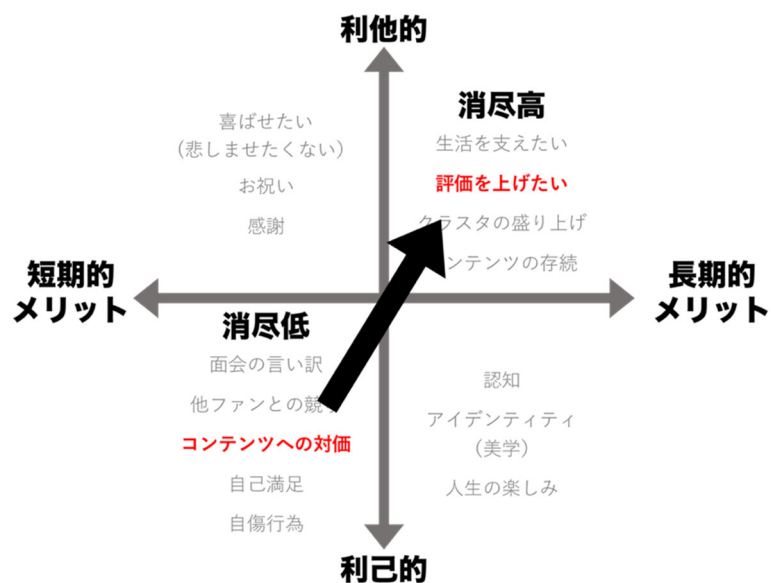 利他的
消尽高
喜ばせたい
（悲しませたくない）
お祝い
感謝
生活を支えたい
評価を上げたい
クラスタの盛り上げ
ンテンツの存続
短期的
メリット
長期的
メリット
消尽低
面会の言い訳
他ファンとの競
コンテンツへの対価
自己満足
自傷行為
認知
アイデンティティ
（美学）
人生の楽しみ
利己的